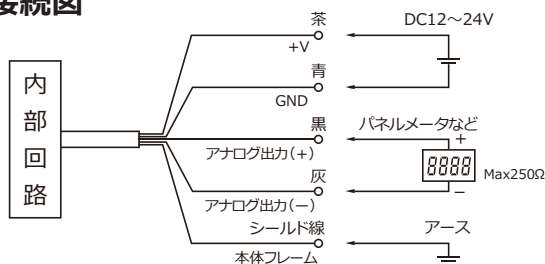 接続図
内部回路
茶
+V
DC12～24V
青
GND
黒
アナログ出力(+)
パネルメータなど
+
8888
Max250Ω
−
灰
アナログ出力(−)
シールド線
本体フレーム
アース